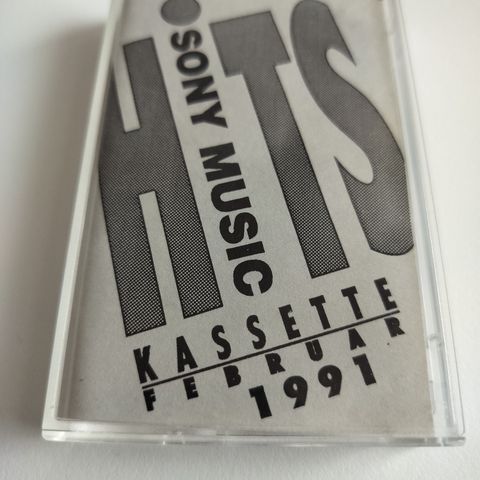 HITS
SONY MUSIC
KASSETTE
FEBRUAR
1991